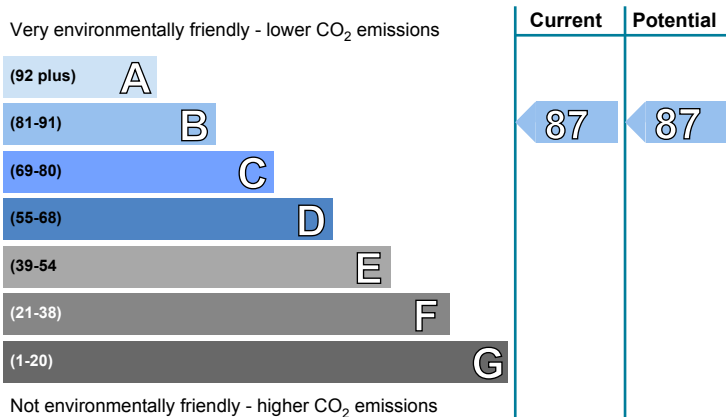 Very environmentally friendly - lower CO2 emissions
Current
Potential
(92 plus) A
(81-91) B
87
87
(69-80) C
(55-68) D
(39-54 E
(21-38) F
(1-20) G
Not environmentally friendly - higher CO2 emissions